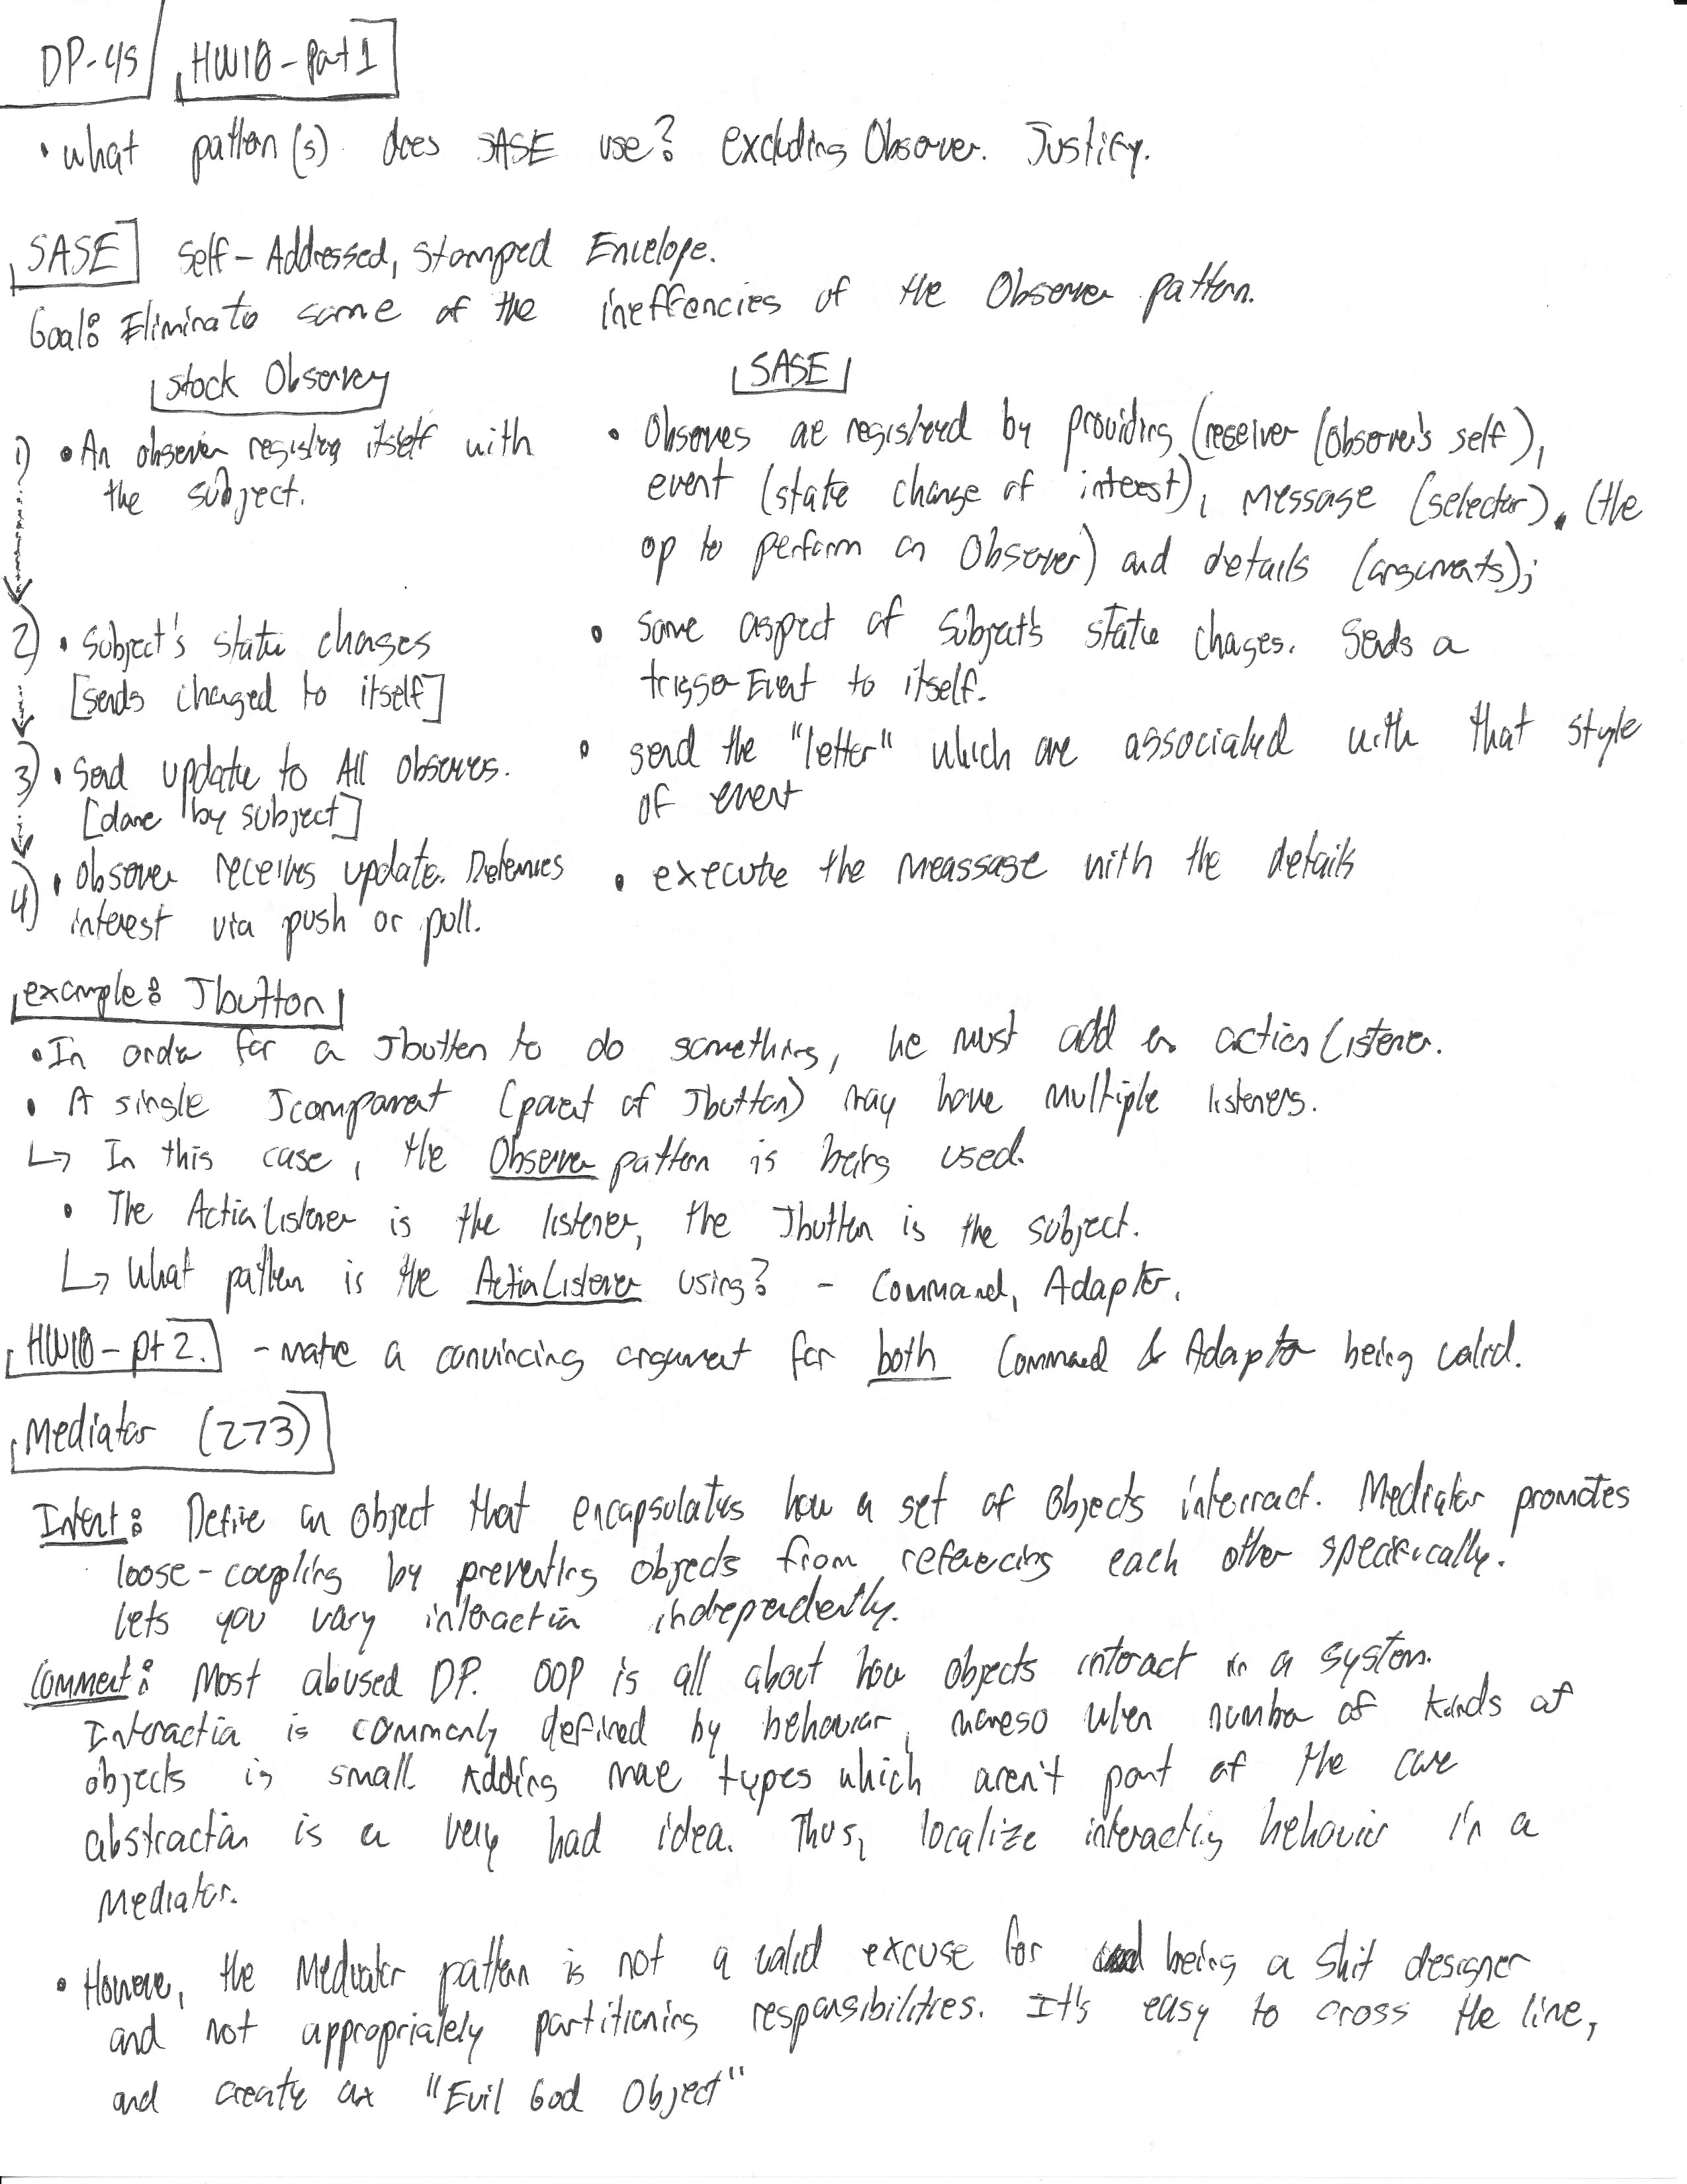 DP-45 HW10-Part 1
• what pattern(s) does SASE use? excluding Observer. Justify.
SASE Self-Addressed, Stamped Envelope.
Goal: Eliminate some of the ineffencies of the Observer pattern.
Stock Observer
1) • An observer registers itself with
the subject.
2) • Subject's state changes
[sends changed to itself]
3) • Send update to All observers.
[done by subject]
4) • Observer receives update. Determines
interest via push or pull.
SASE
• Observers are registered by providing (receiver (observer's self),
event (state change of interest), message (selector). (the
op to perform on Observer) and details (arguments);
• Some aspect of Subject's state changes. Sends a
trigger Event to itself.
• send the "letter" which are associated with that style
of event
• execute the meassage with the details
example: Jbutton
• In order for a Jbutton to do something, he must add an action Listener.
• A single Jcomponent (parent of Jbutton) may have multiple listeners.
↳ In this case, the Observer pattern is being used.
• The Action Listener is the listener, the Jbutton is the subject.
↳ What pattern is the Action Listener using? - Command, Adapter.
HW10-pt 2. - make a convincing argument for both Command & Adapter being valid.
Mediator (273)
Intent: Define an object that encapsulates how a set of objects interract. Mediator promotes
loose-coupling by preventing objects from referencing each other specifically.
lets you vary interaction independently.
Comment: Most abused DP. OOP is all about how objects interact in a system.
Interaction is commonly defined by behavior, moreso when number of kinds of
objects is small. Adding more types which aren't part of the core
abstraction is a very bad idea. Thus, localize interacting behavior in a
Mediator.
• However, the Mediator pattern is not a valid excuse for being a shit designer
and not appropriately partitioning responsibilities. It's easy to cross the line,
and create an "Evil God Object"